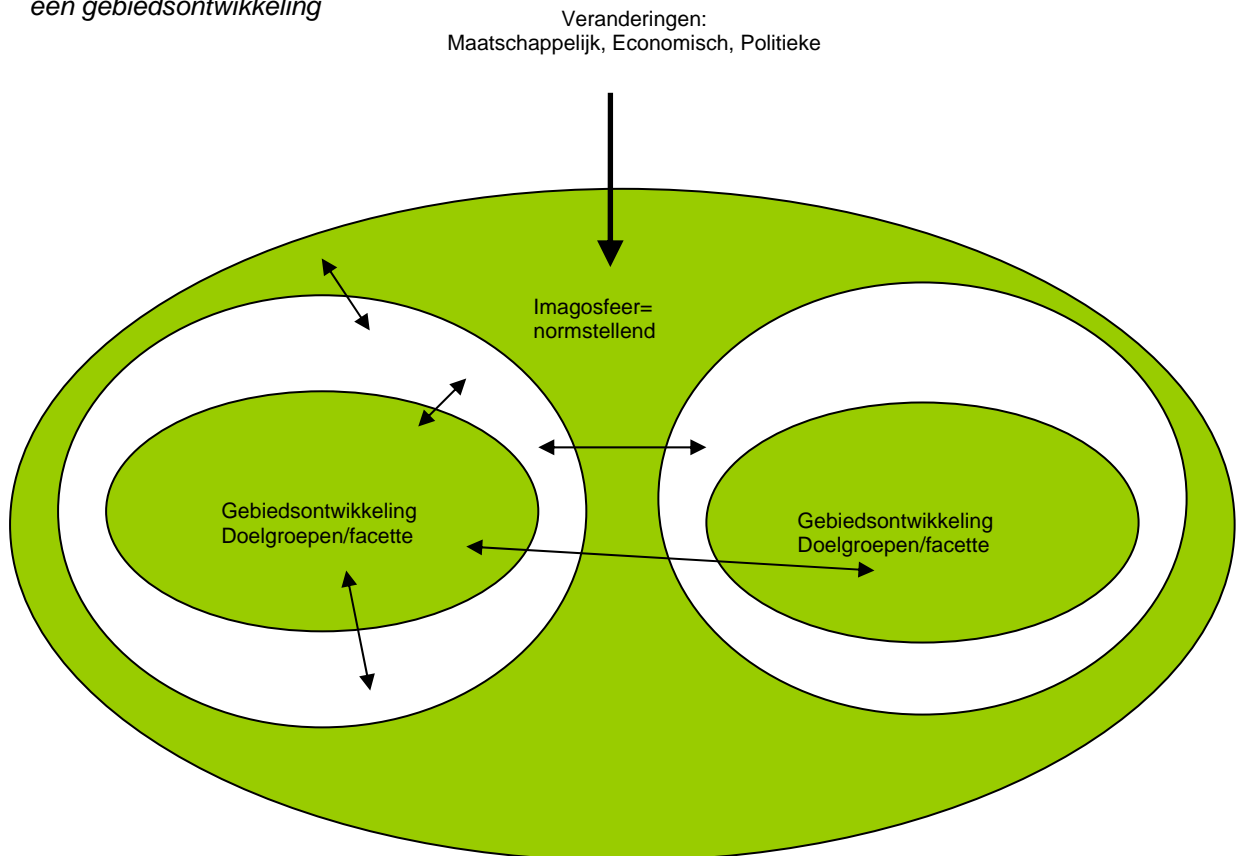 een gebiedsontwikkeling
Veranderingen:
Maatschappelijk, Economisch, Politieke
Imagosfeer=
normstellend
Gebiedsontwikkeling
Doelgroepen/facette
Gebiedsontwikkeling
Doelgroepen/facette